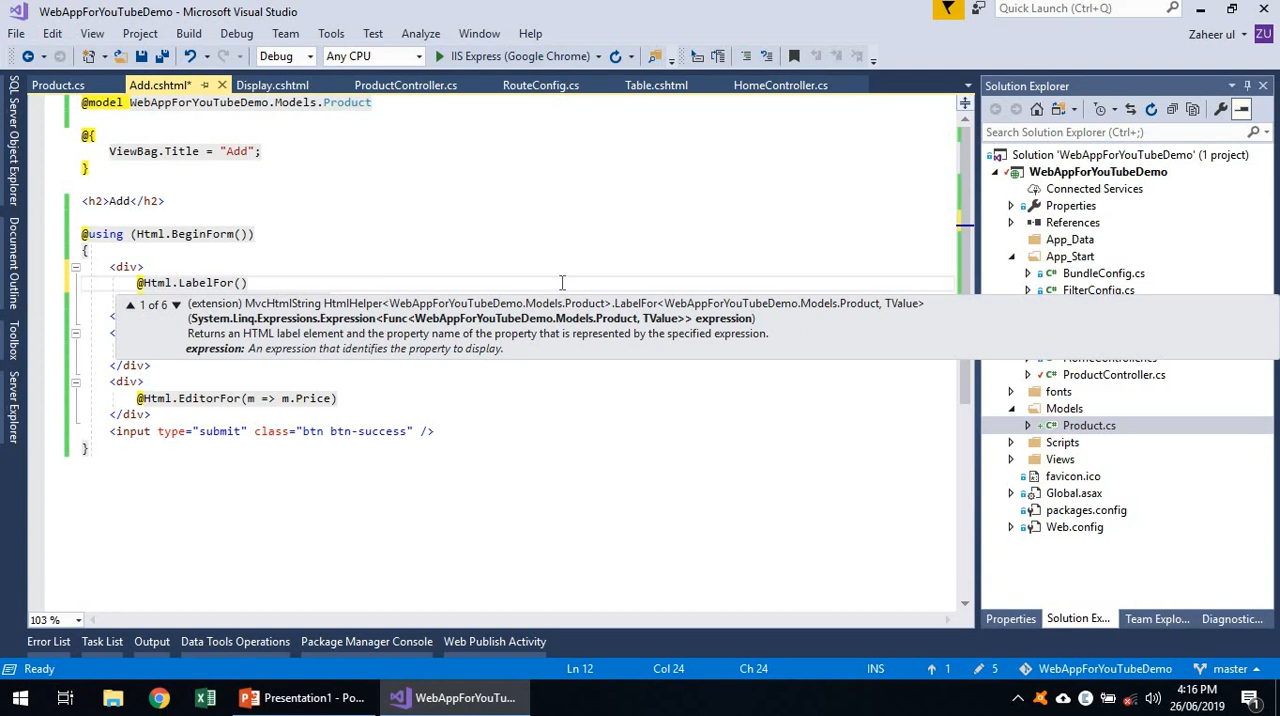 WebAppForYouTubeDemo - Microsoft Visual Studio
Quick Launch (Ctrl+Q)
File Edit View Project Build Debug Team Tools Test Analyze Window Help
Zaheer ul ZU
Debug Any CPU IIS Express (Google Chrome)
Product.cs Add.cshtml* Display.cshtml ProductController.cs RouteConfig.cs Table.cshtml HomeController.cs
SQL Server Object Explorer
Document Outline
Toolbox
Server Explorer
@model WebAppForYouTubeDemo.Models.Product
@{
ViewBag.Title = "Add";
}
<h2>Add</h2>
@using (Html.BeginForm())
{
<div>
@Html.LabelFor()
1 of 6 (extension) MvcHtmlString HtmlHelper<WebAppForYouTubeDemo.Models.Product>.LabelFor<WebAppForYouTubeDemo.Models.Product, TValue>
(System.Linq.Expressions.Expression<Func<WebAppForYouTubeDemo.Models.Product, TValue>> expression)
Returns an HTML label element and the property name of the property that is represented by the specified expression.
expression: An expression that identifies the property to display.
</div>
<div>
@Html.EditorFor(m => m.Price)
</div>
<input type="submit" class="btn btn-success" />
}
103 %
Solution Explorer
Search Solution Explorer (Ctrl+;)
Solution 'WebAppForYouTubeDemo' (1 project)
WebAppForYouTubeDemo
Connected Services
Properties
References
App_Data
App_Start
BundleConfig.cs
FilterConfig.cs
ProductController.cs
fonts
Models
Product.cs
Scripts
Views
favicon.ico
Global.asax
packages.config
Web.config
Properties Solution Ex... Team Explo... Diagnostic...
Error List Task List Output Data Tools Operations Package Manager Console Web Publish Activity
Ready Ln 12 Col 24 Ch 24 INS 1 5 WebAppForYouTubeDemo master
Presentation1 - Po... WebAppForYouTu...
4:16 PM
26/06/2019
1